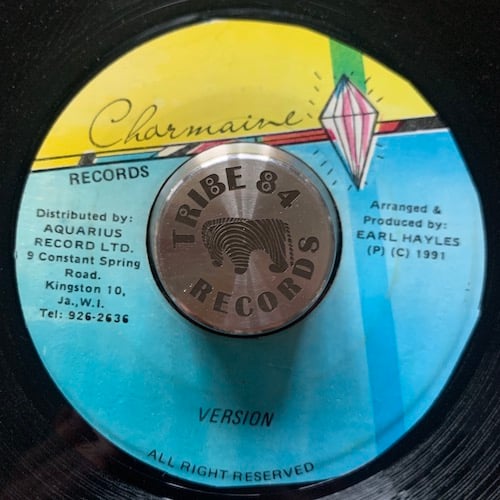 Charmaine
RECORDS
Distributed by:
AQUARIUS
RECORD LTD.
9 Constant Spring
Road.
Kingston 10,
Ja.,W.I.
Tel: 926-2636
TRIBE 84
RECORDS
Arranged &
Produced by:
EARL HAYLES
(P) (C) 1991
VERSION
ALL RIGHT RESERVED